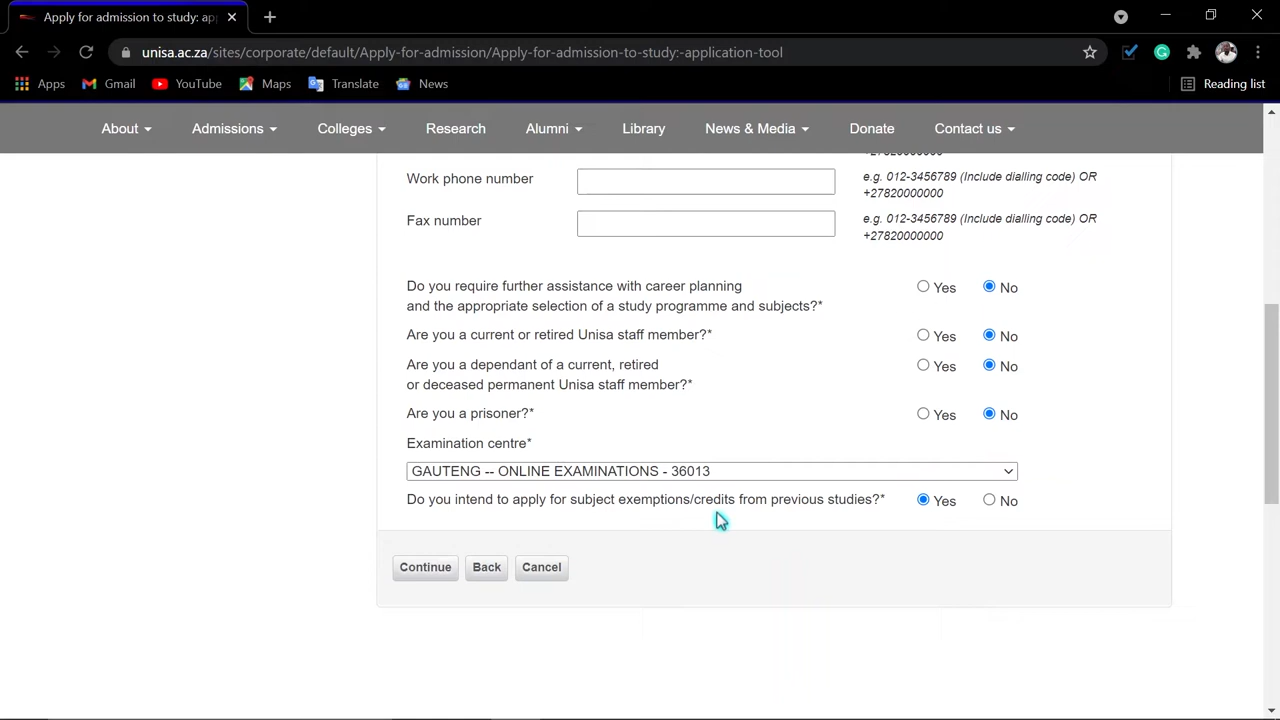 Apply for admission to study: ap
unisa.ac.za/sites/corporate/default/Apply-for-admission/Apply-for-admission-to-study:-application-tool
Apps Gmail YouTube Maps Translate News Reading list
About Admissions Colleges Research Alumni Library News & Media Donate Contact us
+27820000000
Work phone number
e.g. 012-3456789 (Include dialling code) OR
+27820000000
Fax number
e.g. 012-3456789 (Include dialling code) OR
+27820000000
Do you require further assistance with career planning
and the appropriate selection of a study programme and subjects?*
Yes No
Are you a current or retired Unisa staff member?*
Yes No
Are you a dependant of a current, retired
or deceased permanent Unisa staff member?*
Yes No
Are you a prisoner?*
Yes No
Examination centre*
GAUTENG -- ONLINE EXAMINATIONS - 36013
Do you intend to apply for subject exemptions/credits from previous studies?*
Yes No
Continue Back Cancel